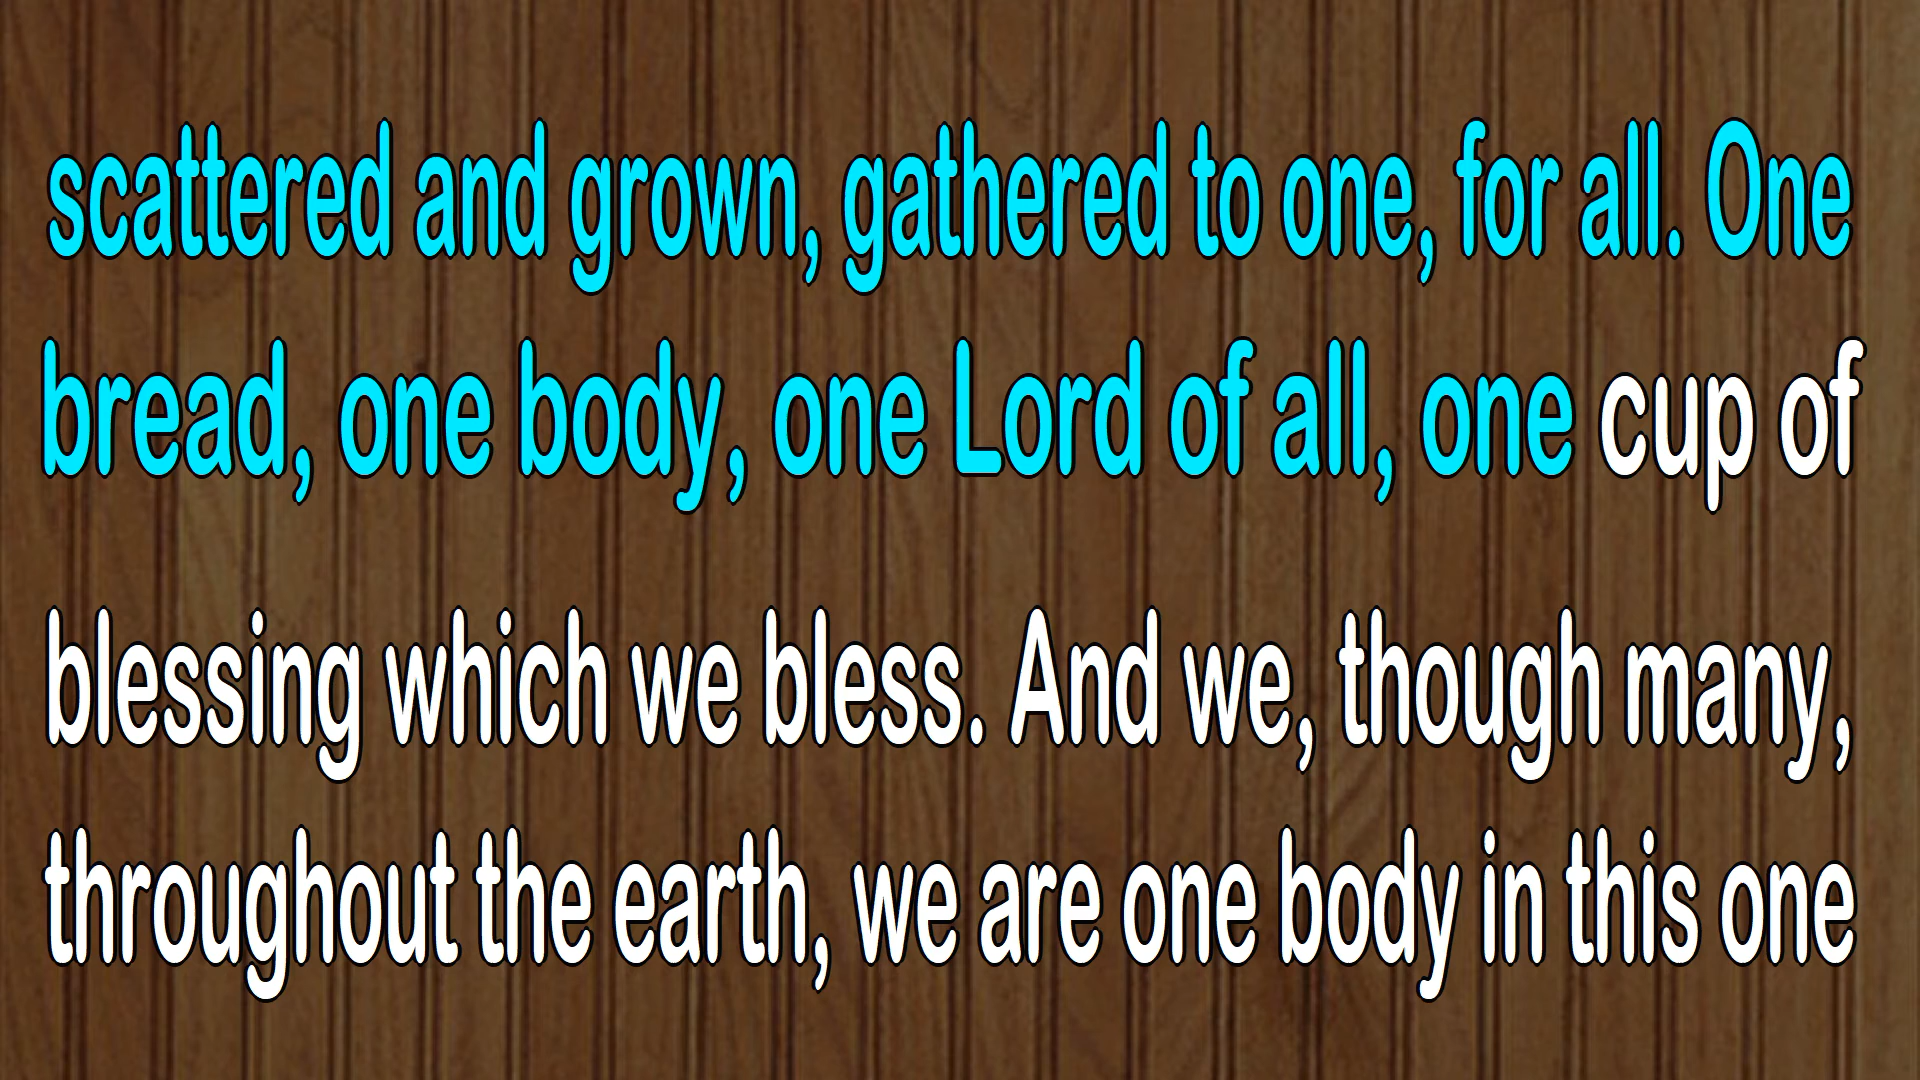 scattered and grown, gathered to one, for all. One
bread, one body, one Lord of all, one cup of
blessing which we bless. And we, though many,
throughout the earth, we are one body in this one